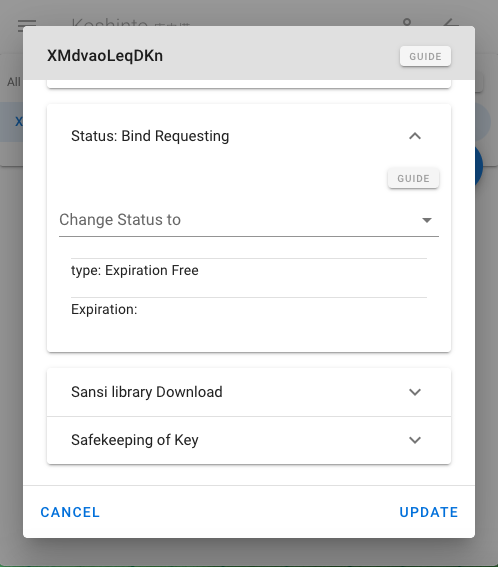 All
X
XMdvaoLeqDKn
GUIDE
Status: Bind Requesting
GUIDE
Change Status to
type: Expiration Free
Expiration:
Sansi library Download
Safekeeping of Key
CANCEL
UPDATE